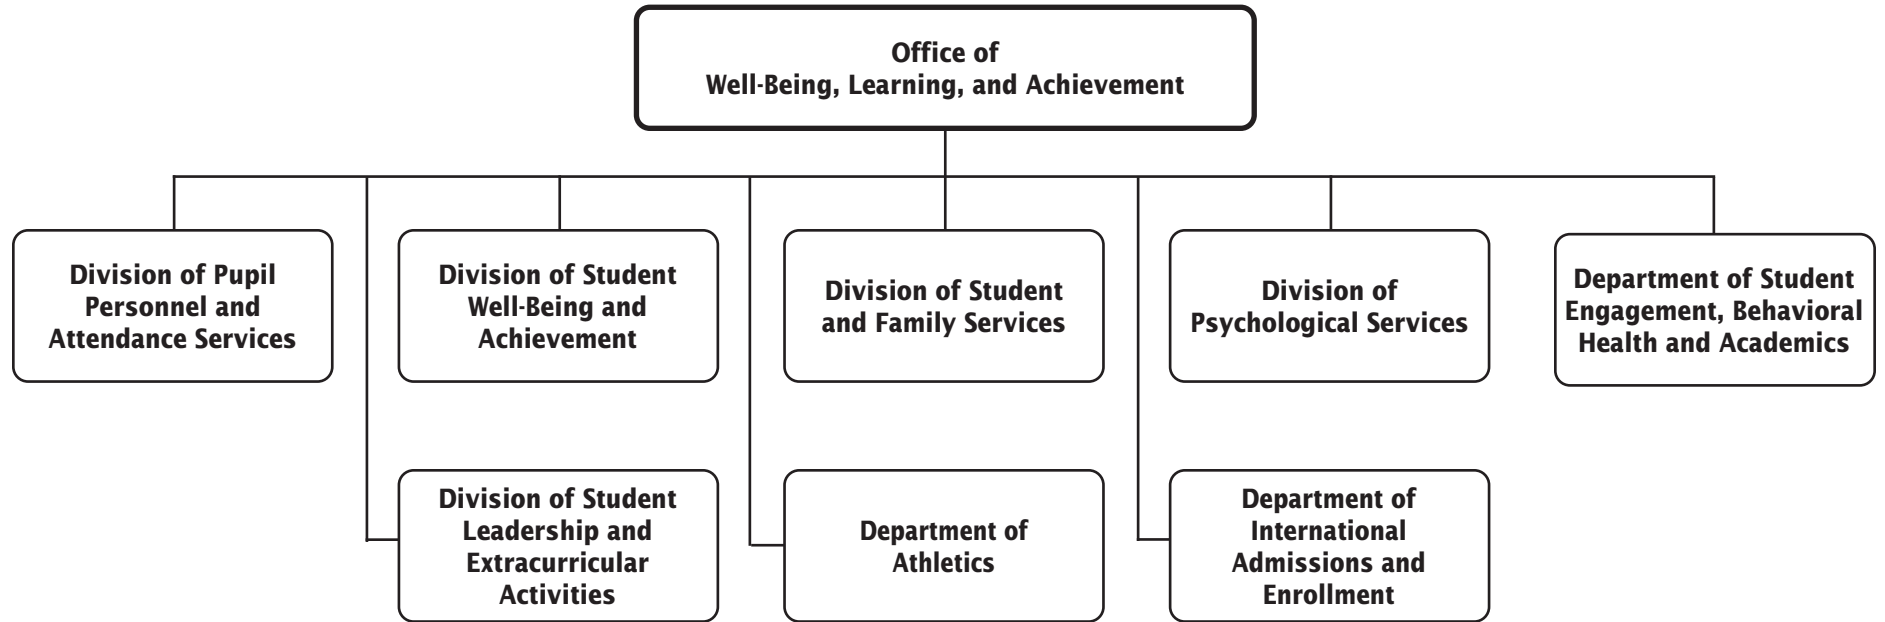 Office of
Well-Being, Learning, and Achievement
Division of Pupil
Personnel and
Attendance Services
Division of Student
Well-Being and
Achievement
Division of Student
and Family Services
Division of
Psychological Services
Department of Student
Engagement, Behavioral
Health and Academics
Division of Student
Leadership and
Extracurricular
Activities
Department of
Athletics
Department of
International
Admissions and
Enrollment